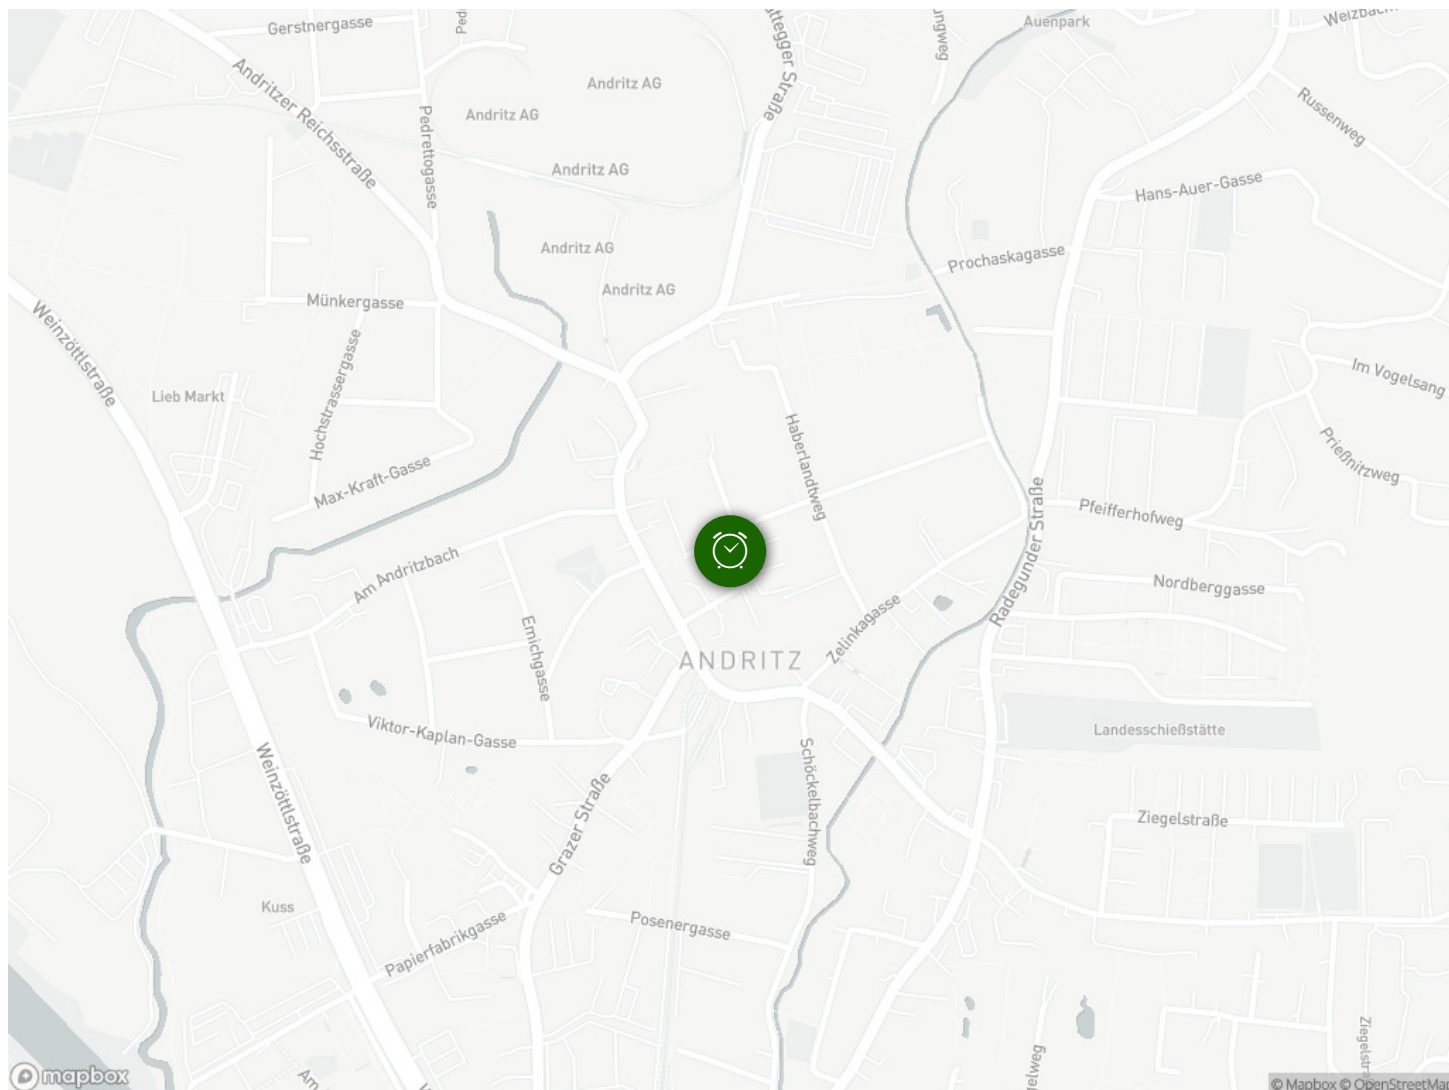 Gerstnergasse
Auenpark
Andritzer Reichsstraße
Pedrettogasse
Andritz AG
Andritz AG
Andritz AG
Andritz AG
Andritz AG
Russenweg
Hans-Auer-Gasse
Prochaskagasse
Münkergasse
Weinzöttlstraße
Hochstrassergasse
Lieb Markt
Im Vogelsang
Haberlandtweg
Prießnitzweg
Max-Kraft-Gasse
Radegunder Straße
Pfeifferhofweg
Am Andritzbach
Nordberggasse
Zelinkagasse
Emichgasse
ANDRITZ
Viktor-Kaplan-Gasse
Landesschießstätte
Weinzöttlstraße
Schöckelbachweg
Grazer Straße
Ziegelstraße
Kuss
Posenergasse
Papierfabrikgasse
mapbox
© Mapbox © OpenStreetMa